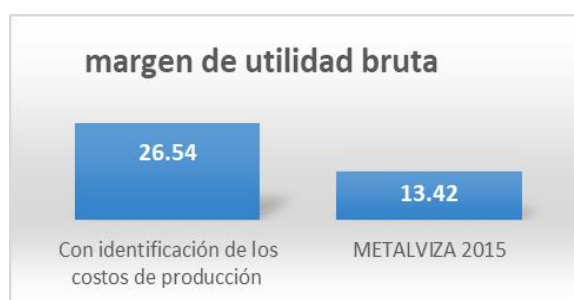 margen de utilidad bruta
26.54
13.42
Con identificación de los
costos de producción
METALVIZA 2015